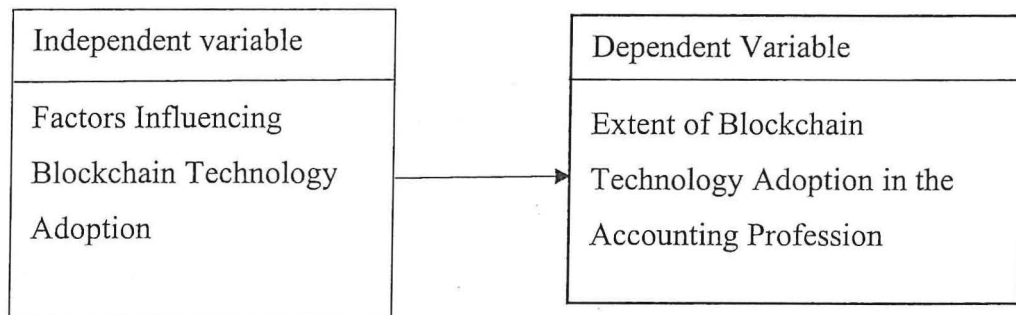 Independent variable
Factors Influencing
Blockchain Technology
Adoption
Dependent Variable
Extent of Blockchain
Technology Adoption in the
Accounting Profession